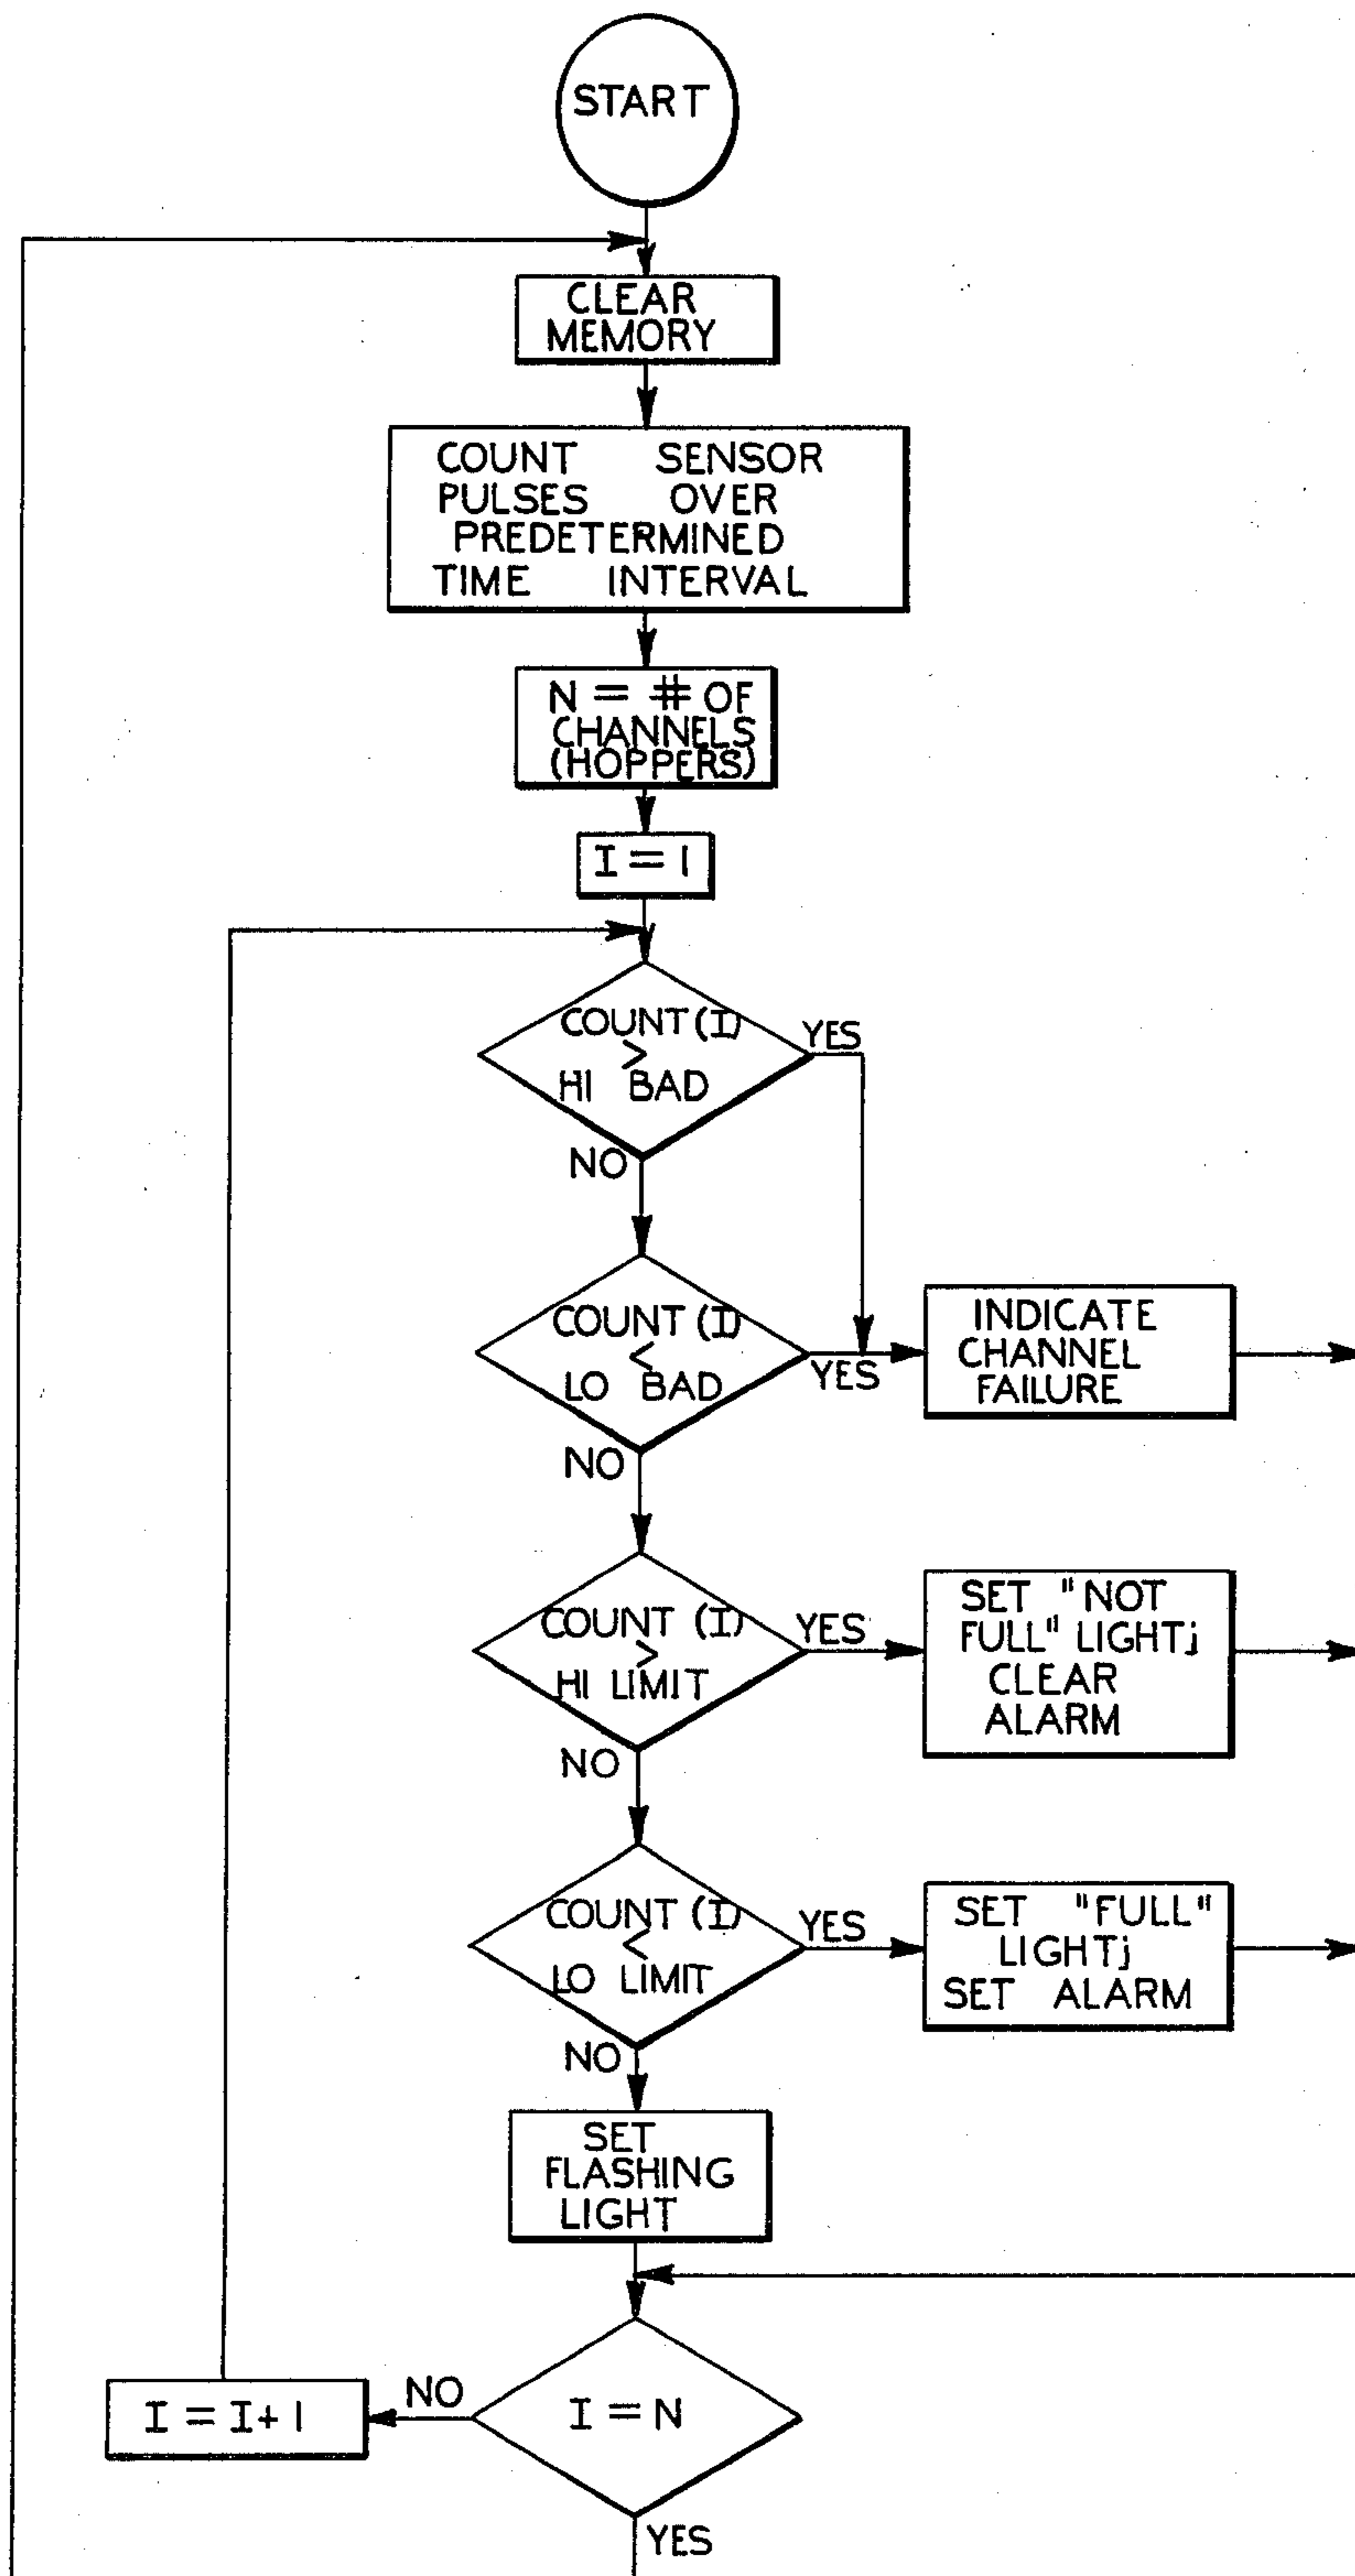 START
CLEAR
MEMORY
COUNT SENSOR
PULSES OVER
PREDETERMINED
TIME INTERVAL
N = # OF
CHANNELS
(HOPPERS)
I = 1
COUNT (I)
>
HI BAD
YES
NO
COUNT (I)
<
LO BAD
YES
INDICATE
CHANNEL
FAILURE
NO
COUNT (I)
>
HI LIMIT
YES
SET "NOT
FULL" LIGHT;
CLEAR
ALARM
NO
COUNT (I)
<
LO LIMIT
YES
SET "FULL"
LIGHT;
SET ALARM
NO
SET
FLASHING
LIGHT
I = I + 1
NO
I = N
YES